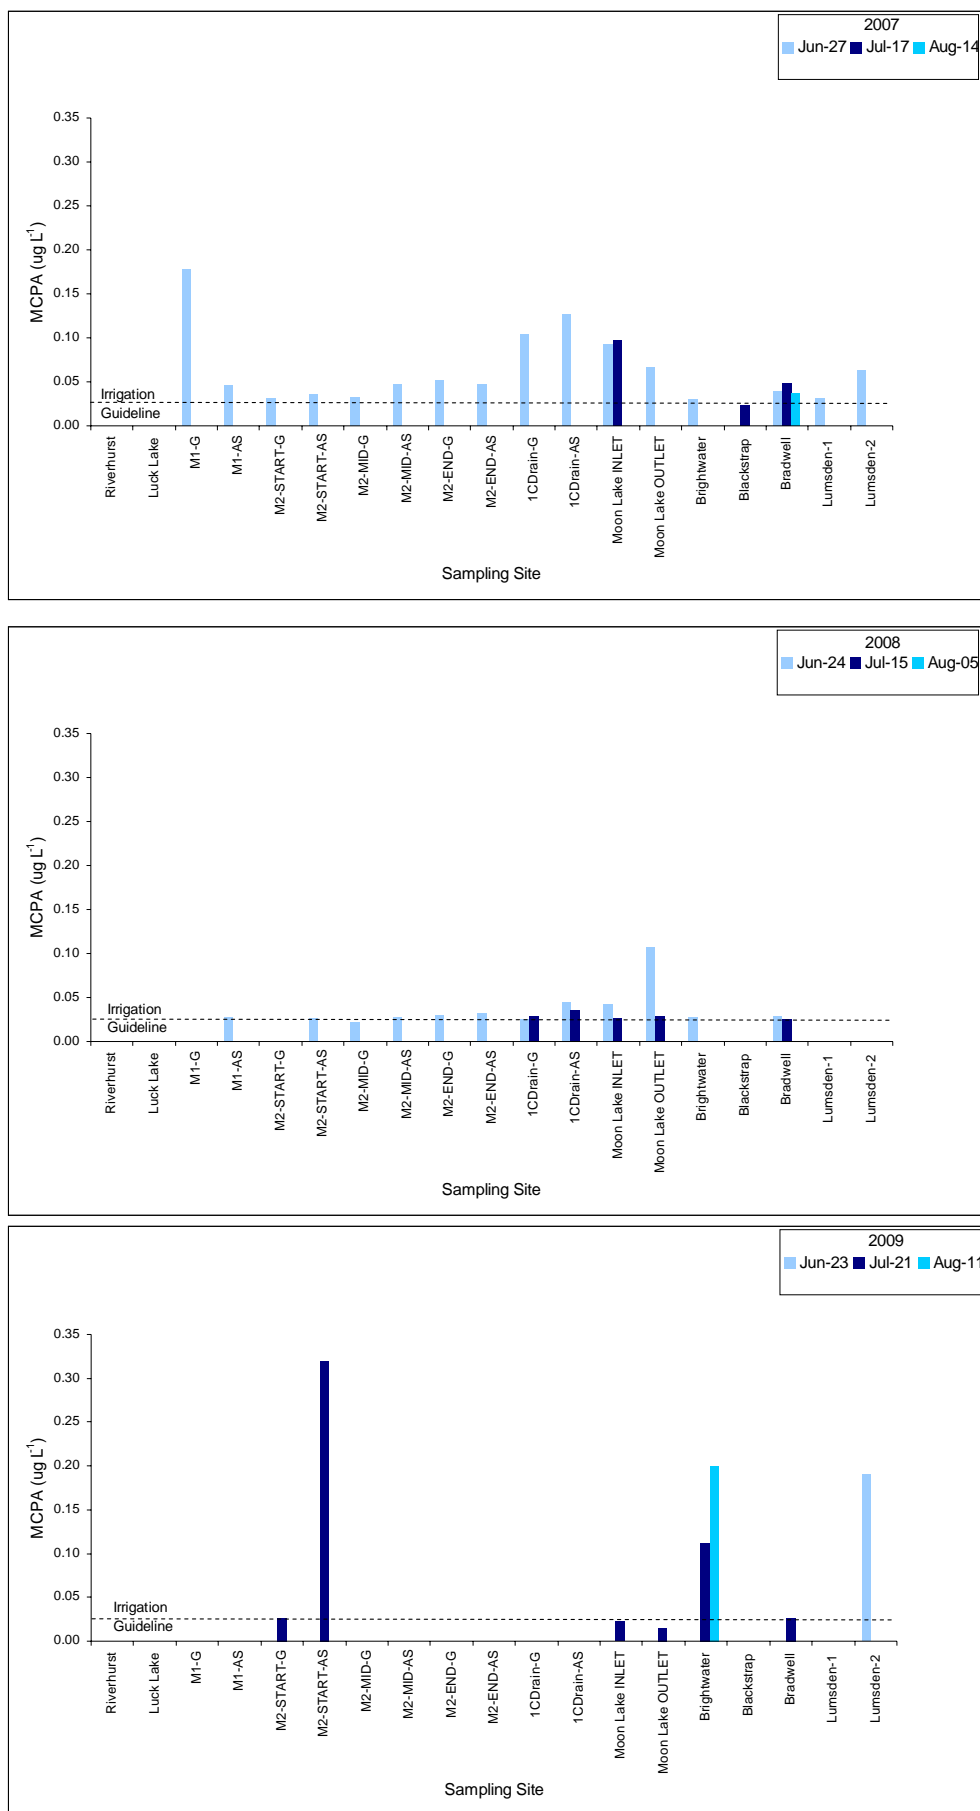 2007
Jun-27 Jul-17 Aug-14
0.35
0.30
0.25
0.20
0.15
0.10
0.05
0.00
MCPA (ug L-1)
Irrigation
Guideline
Riverhurst
Luck Lake
M1-G
M1-AS
M2-START-G
M2-START-AS
M2-MID-G
M2-MID-AS
M2-END-G
M2-END-AS
1CDrain-G
1CDrain-AS
Moon Lake INLET
Moon Lake OUTLET
Brightwater
Blackstrap
Bradwell
Lumsden-1
Lumsden-2
Sampling Site
2008
Jun-24 Jul-15 Aug-05
0.35
0.30
0.25
0.20
0.15
0.10
0.05
0.00
MCPA (ug L-1)
Irrigation
Guideline
Riverhurst
Luck Lake
M1-G
M1-AS
M2-START-G
M2-START-AS
M2-MID-G
M2-MID-AS
M2-END-G
M2-END-AS
1CDrain-G
1CDrain-AS
Moon Lake INLET
Moon Lake OUTLET
Brightwater
Blackstrap
Bradwell
Lumsden-1
Lumsden-2
Sampling Site
2009
Jun-23 Jul-21 Aug-11
0.35
0.30
0.25
0.20
0.15
0.10
0.05
0.00
MCPA (ug L-1)
Irrigation
Guideline
Riverhurst
Luck Lake
M1-G
M1-AS
M2-START-G
M2-START-AS
M2-MID-G
M2-MID-AS
M2-END-G
M2-END-AS
1CDrain-G
1CDrain-AS
Moon Lake INLET
Moon Lake OUTLET
Brightwater
Blackstrap
Bradwell
Lumsden-1
Lumsden-2
Sampling Site